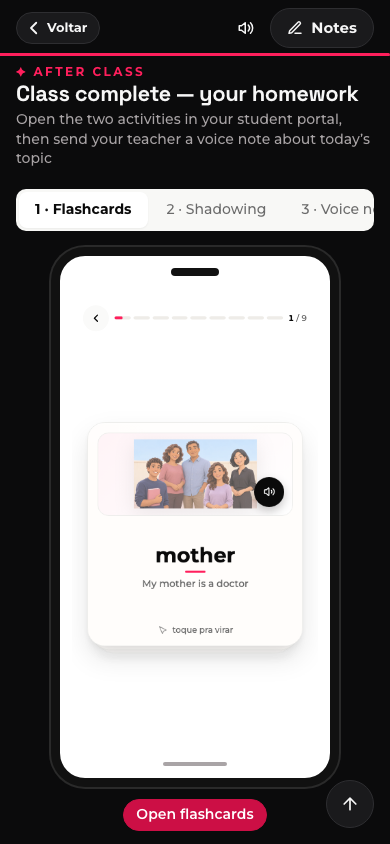 Voltar
Notes
AFTER CLASS
Class complete — your homework
Open the two activities in your student portal,
then send your teacher a voice note about today's
topic
1 · Flashcards
2 · Shadowing
3 · Voice n
1 / 9
mother
My mother is a doctor
toque pra virar
Open flashcards